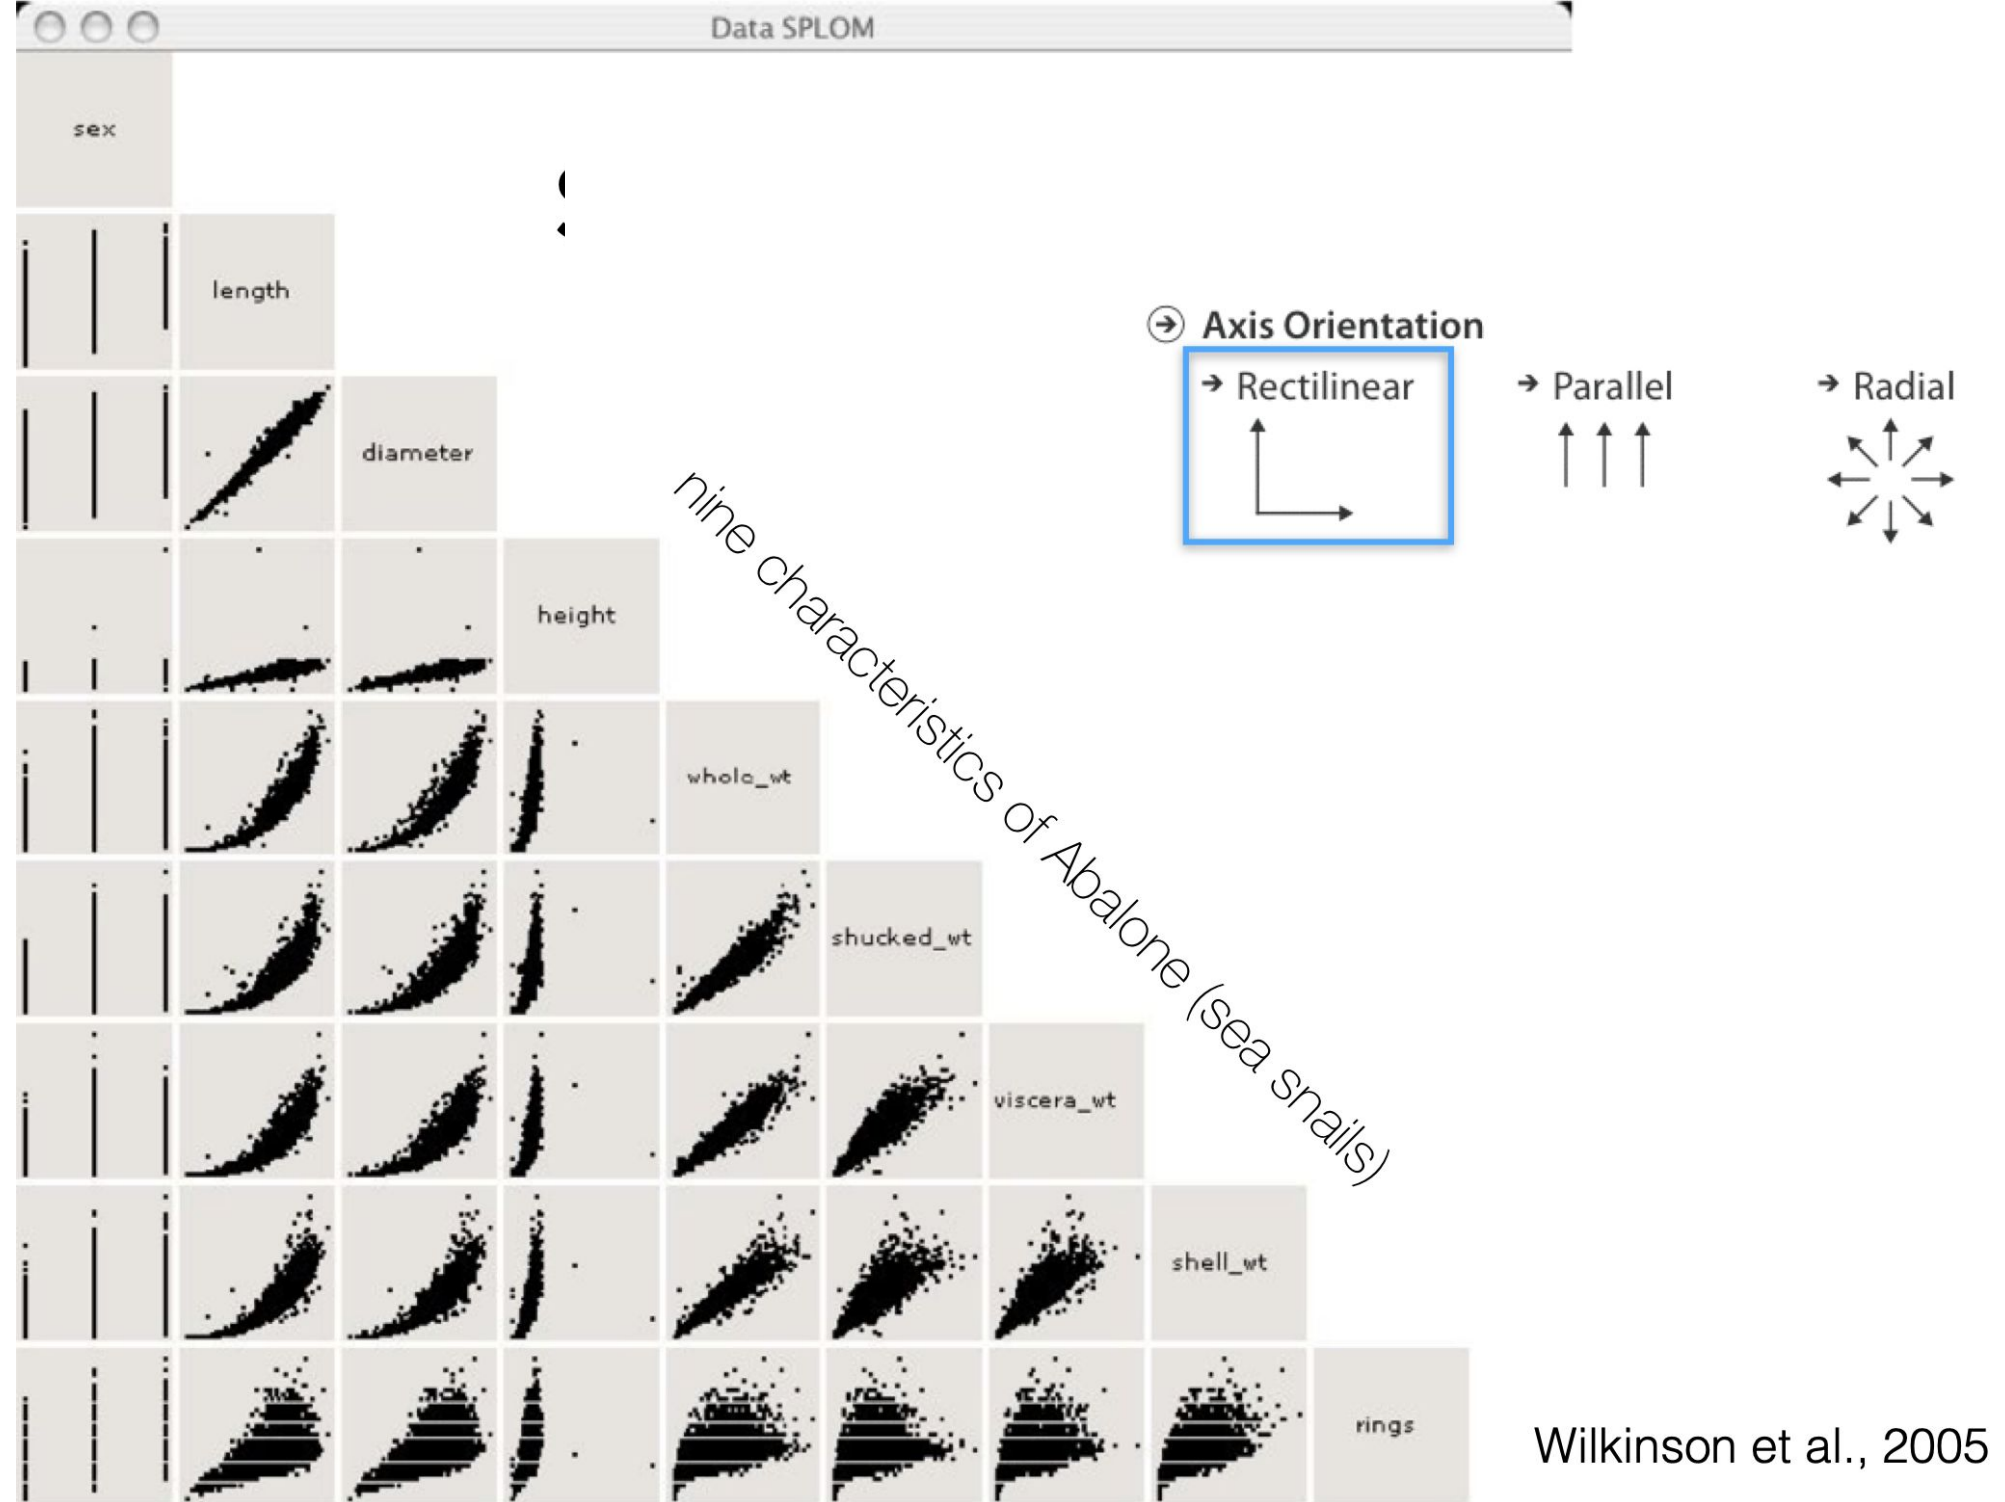 Data SPLOM
sex
length
Axis Orientation
Rectilinear
Parallel
Radial
diameter
nine characteristics of Abalone (sea snails)
height
whole_wt
shucked_wt
viscera_wt
shell_wt
rings
Wilkinson et al., 2005